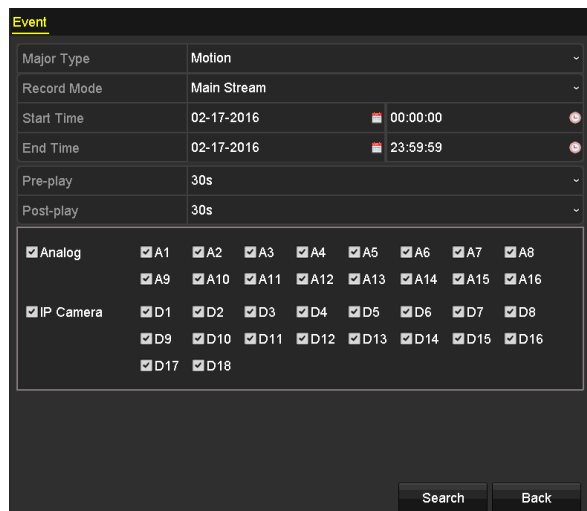 Event
Major Type Motion
Record Mode Main Stream
Start Time 02-17-2016 00:00:00
End Time 02-17-2016 23:59:59
Pre-play 30s
Post-play 30s
Analog A1 A2 A3 A4 A5 A6 A7 A8
A9 A10 A11 A12 A13 A14 A15 A16
IP Camera D1 D2 D3 D4 D5 D6 D7 D8
D9 D10 D11 D12 D13 D14 D15 D16
D17 D18
Search Back